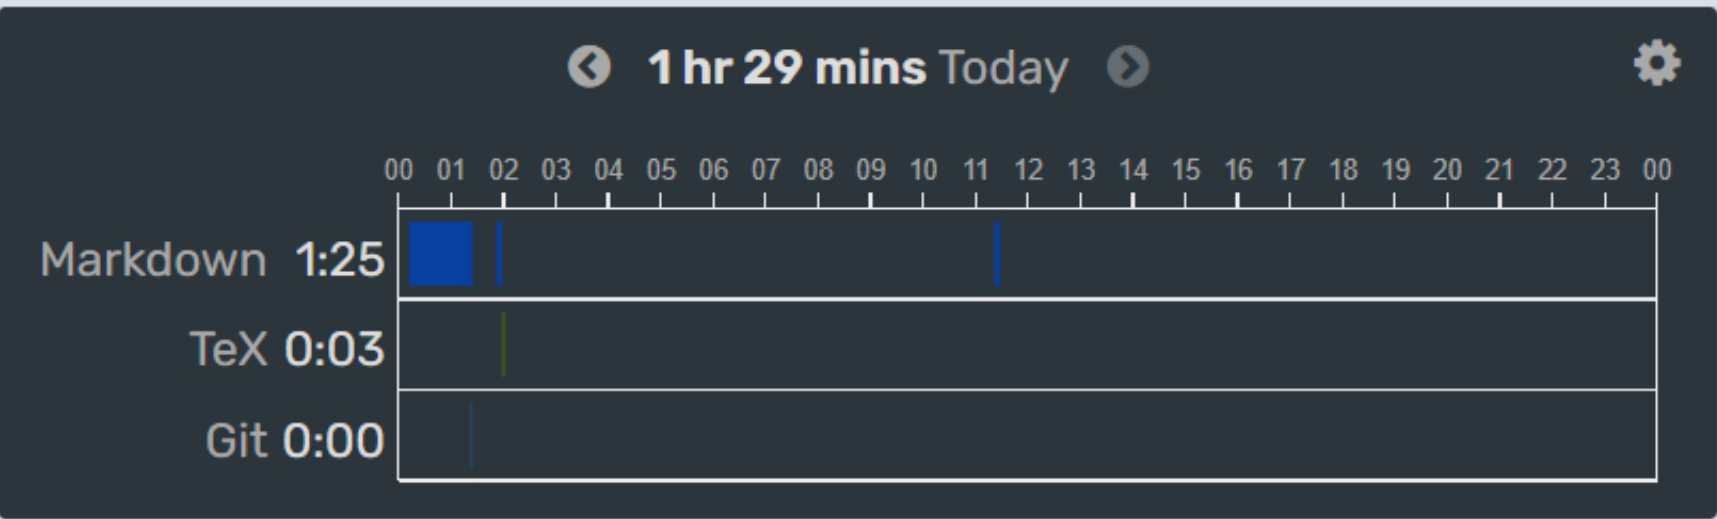 1 hr 29 mins Today
00 01 02 03 04 05 06 07 08 09 10 11 12 13 14 15 16 17 18 19 20 21 22 23 00
Markdown 1:25
TeX 0:03
Git 0:00